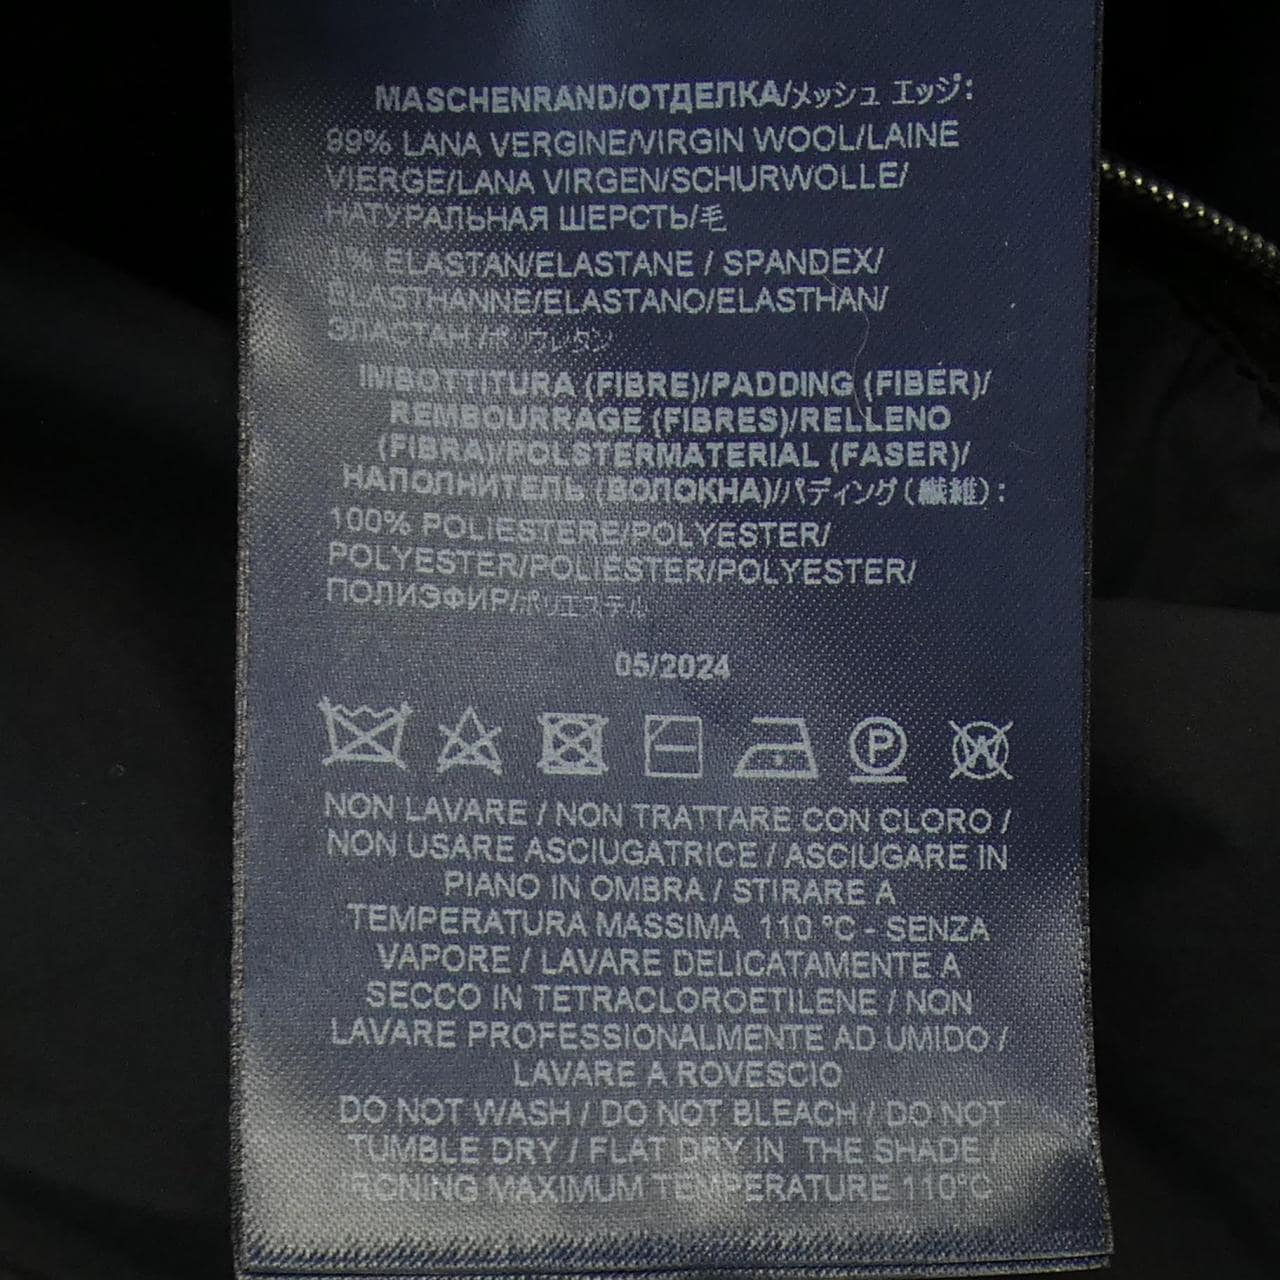 MASCHENRAND/ОТДЕЛКА/メッシュ エッジ:
99% LANA VERGINE/VIRGIN WOOL/LAINE
VIERGE/LANA VIRGEN/SCHURWOLLE/
НАТУРАЛЬНАЯ ШЕРСТЬ/毛
1% ELASTAN/ELASTANE / SPANDEX/
ELASTHANNE/ELASTANO/ELASTHAN/
ЭЛАСТАН /ポリウレタン
IMBOTTITURA (FIBRE)/PADDING (FIBER)/
REMBOURRAGE (FIBRES)/RELLENO
(FIBRA)/POLSTERMATERIAL (FASER)/
НАПОЛНИТЕЛЬ (ВОЛОКНА)/パディング(繊維):
100% POLIESTERE/POLYESTER/
POLYESTER/POLIESTER/POLYESTER/
ПОЛИЭФИР/ポリエステル
05/2024
P W
NON LAVARE / NON TRATTARE CON CLORO /
NON USARE ASCIUGATRICE / ASCIUGARE IN
PIANO IN OMBRA / STIRARE A
TEMPERATURA MASSIMA 110 °C - SENZA
VAPORE / LAVARE DELICATAMENTE A
SECCO IN TETRACLOROETILENE / NON
LAVARE PROFESSIONALMENTE AD UMIDO /
LAVARE A ROVESCIO
DO NOT WASH / DO NOT BLEACH / DO NOT
TUMBLE DRY / FLAT DRY IN THE SHADE /
IRONING MAXIMUM TEMPERATURE 110°C -